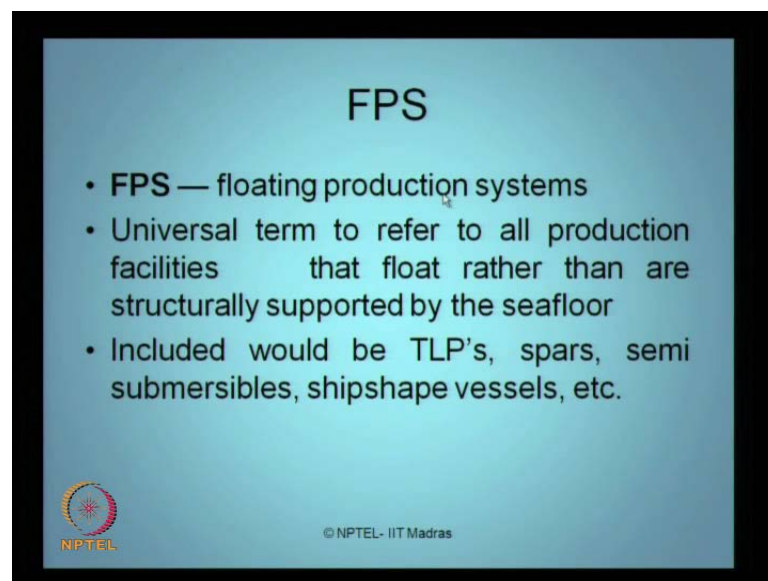 FPS
• FPS — floating production systems
• Universal term to refer to all production
facilities that float rather than are
structurally supported by the seafloor
• Included would be TLP's, spars, semi
submersibles, shipshape vessels, etc.
NPTEL
© NPTEL- IIT Madras